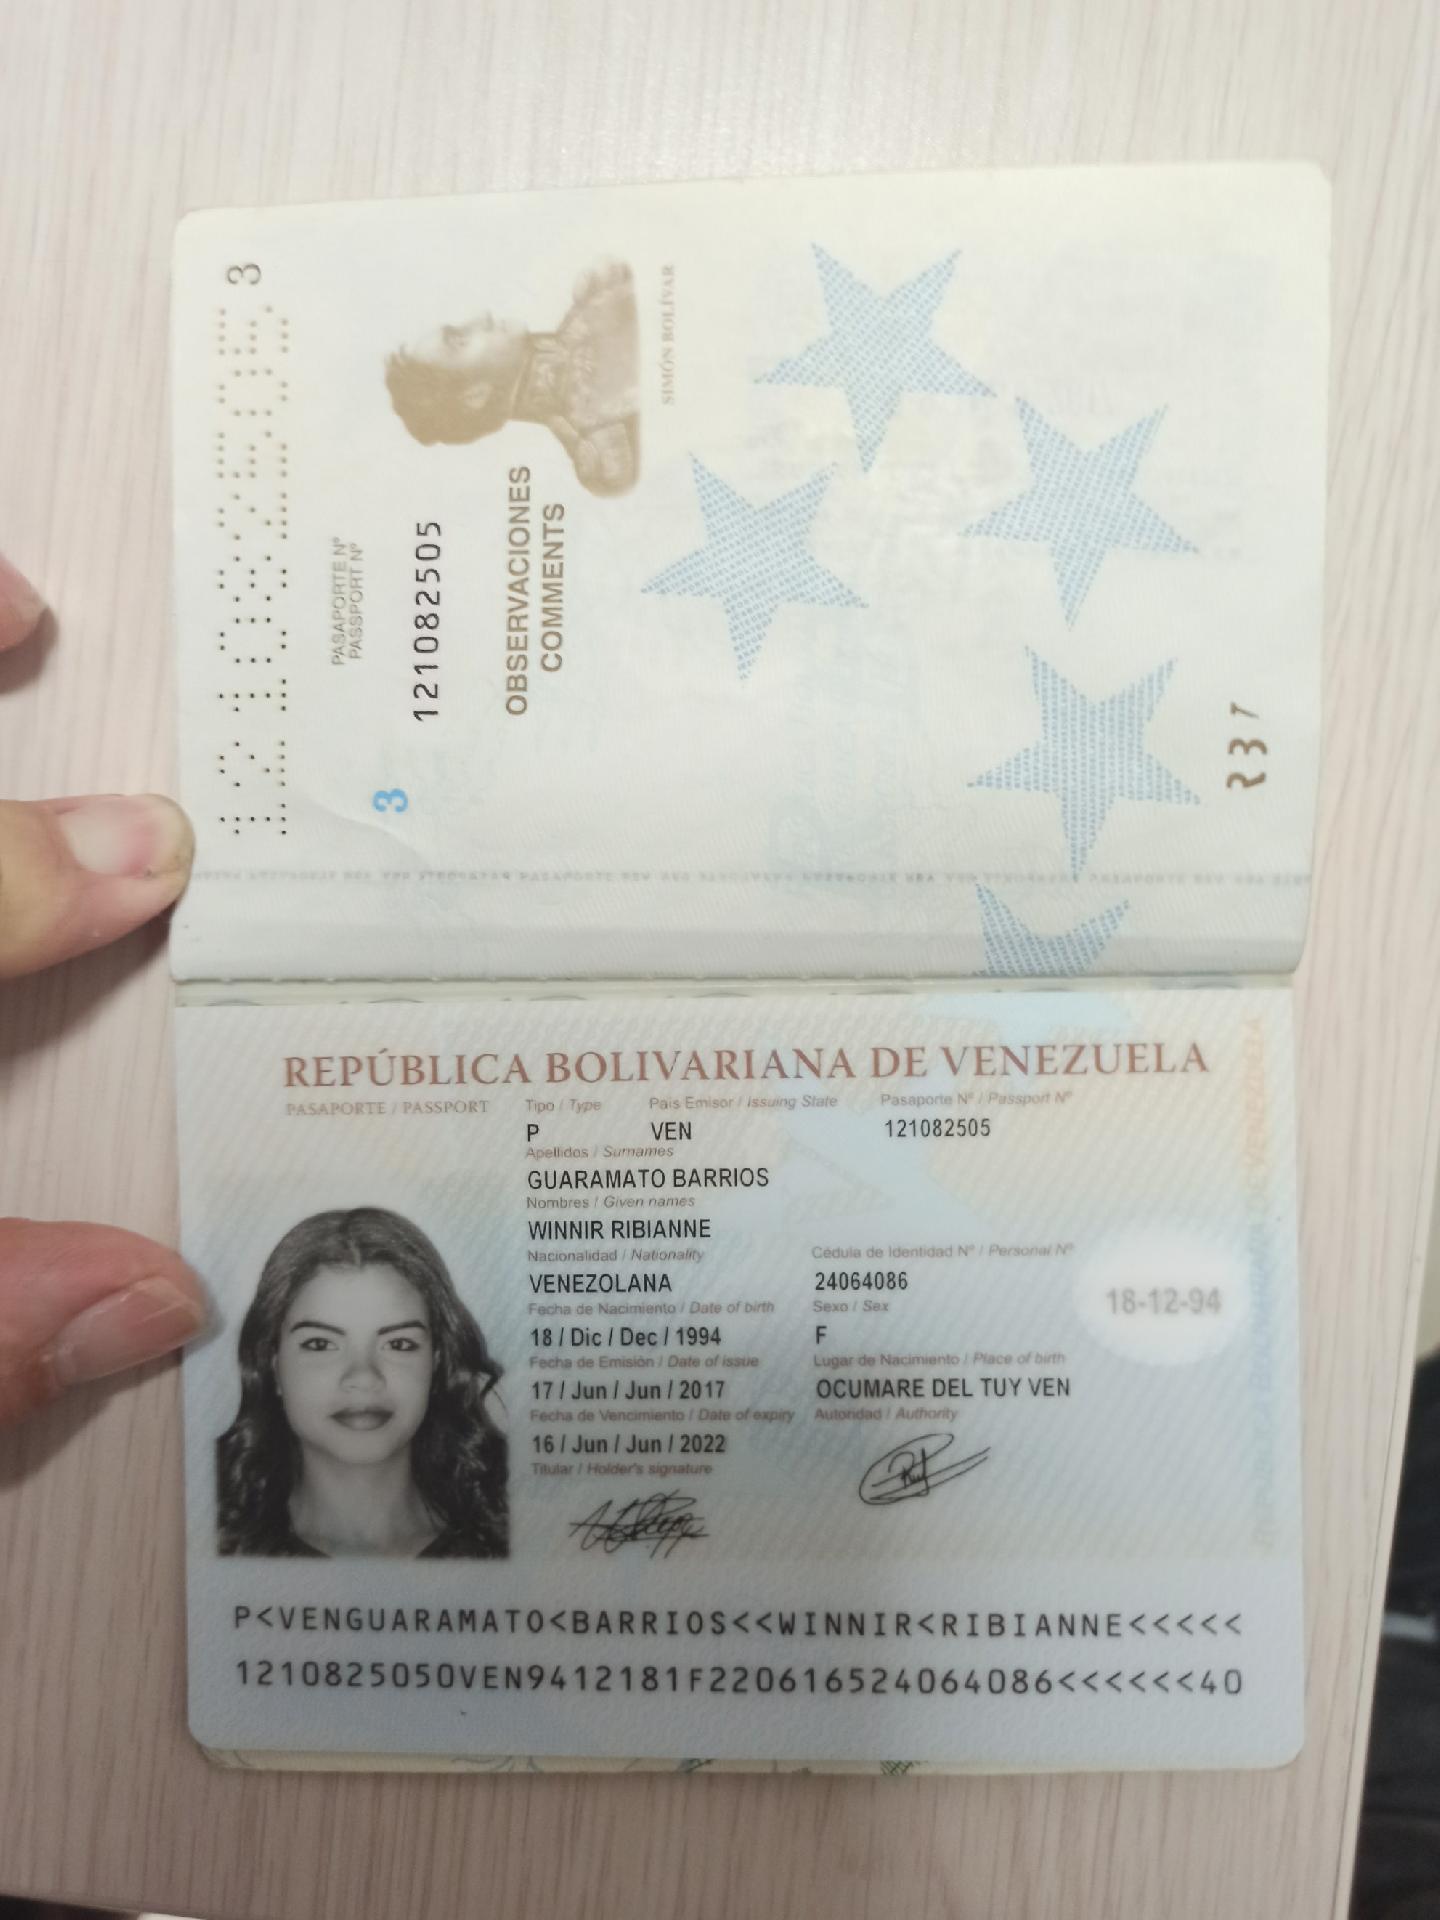 12 1082505 3
PASAPORTE Nº
PASSPORT Nº
121082505
3
OBSERVACIONES
COMMENTS
SIMÓN BOLÍVAR
REPÚBLICA BOLIVARIANA DE VENEZUELA
PASAPORTE / PASSPORT Tipo / Type País Emisor / Issuing State Pasaporte Nº / Passport Nº
P VEN 121082505
Apellidos / Surnames
GUARAMATO BARRIOS
Nombres / Given names
WINNIR RIBIANNE
Nacionalidad / Nationality Cédula de Identidad Nº / Personal Nº
VENEZOLANA 24064086
Fecha de Nacimiento / Date of birth Sexo / Sex
18 / Dic / Dec / 1994 F
18-12-94
Fecha de Emisión / Date of issue Lugar de Nacimiento / Place of birth
17 / Jun / Jun / 2017 OCUMARE DEL TUY VEN
Fecha de Vencimiento / Date of expiry Autoridad / Authority
16 / Jun / Jun / 2022
Titular / Holder's signature
P<VENGUARAMATO<BARRIOS<<WINNIR<RIBIANNE<<<<<
1210825050VEN9412181F220616524064086<<<<<<40